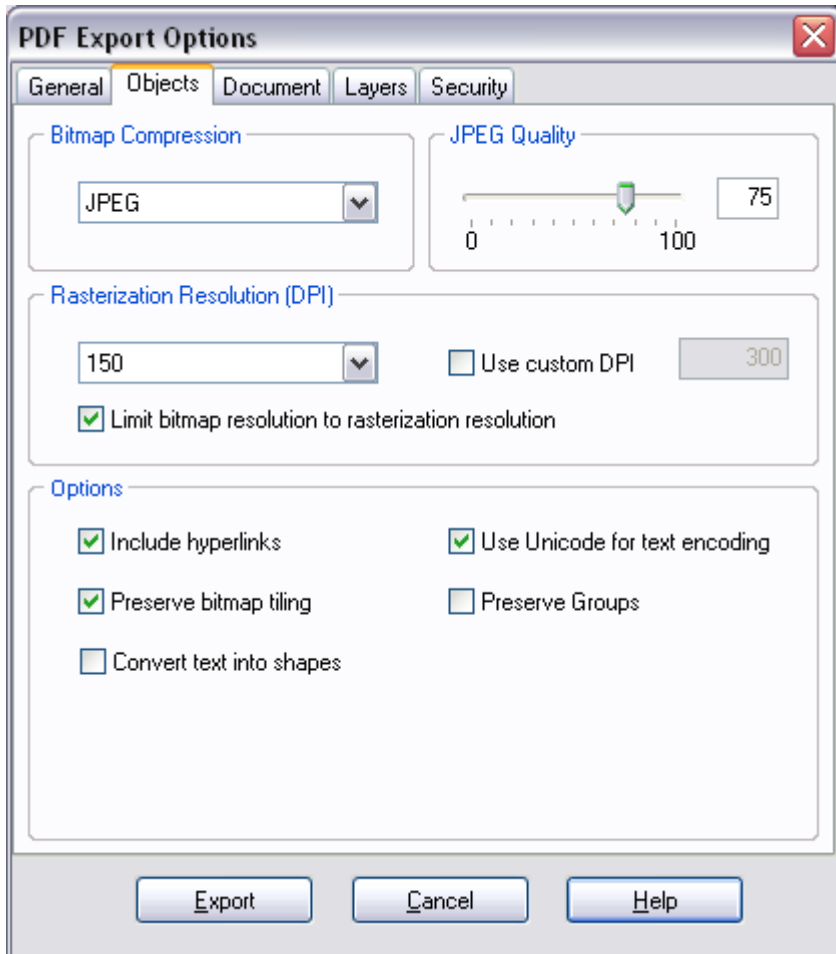 PDF Export Options
General Objects Document Layers Security
Bitmap Compression
JPEG
JPEG Quality
75
0 100
Rasterization Resolution (DPI)
150
Use custom DPI
300
Limit bitmap resolution to rasterization resolution
Options
Include hyperlinks
Use Unicode for text encoding
Preserve bitmap tiling
Preserve Groups
Convert text into shapes
Export Cancel Help